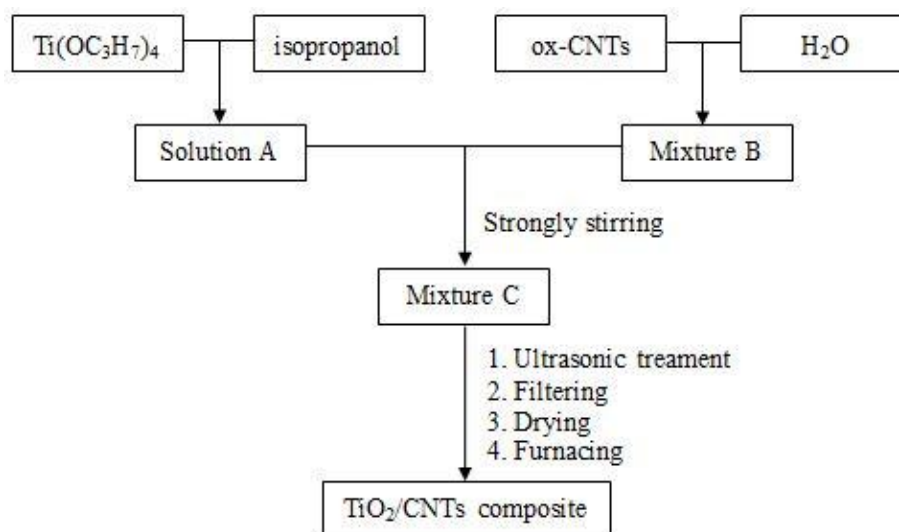 Ti(OC₃H₇)₄
isopropanol
ox-CNTs
H₂O
Solution A
Mixture B
Strongly stirring
Mixture C
1. Ultrasonic treament
2. Filtering
3. Drying
4. Furnacing
TiO₂/CNTs composite